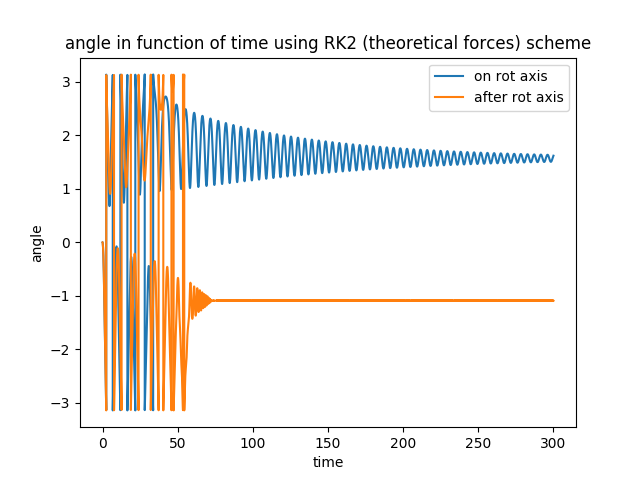 angle in function of time using RK2 (theoretical forces) scheme
on rot axis
after rot axis
3
2
1
0
−1
−2
−3
angle
0
50
100
150
200
250
300
time